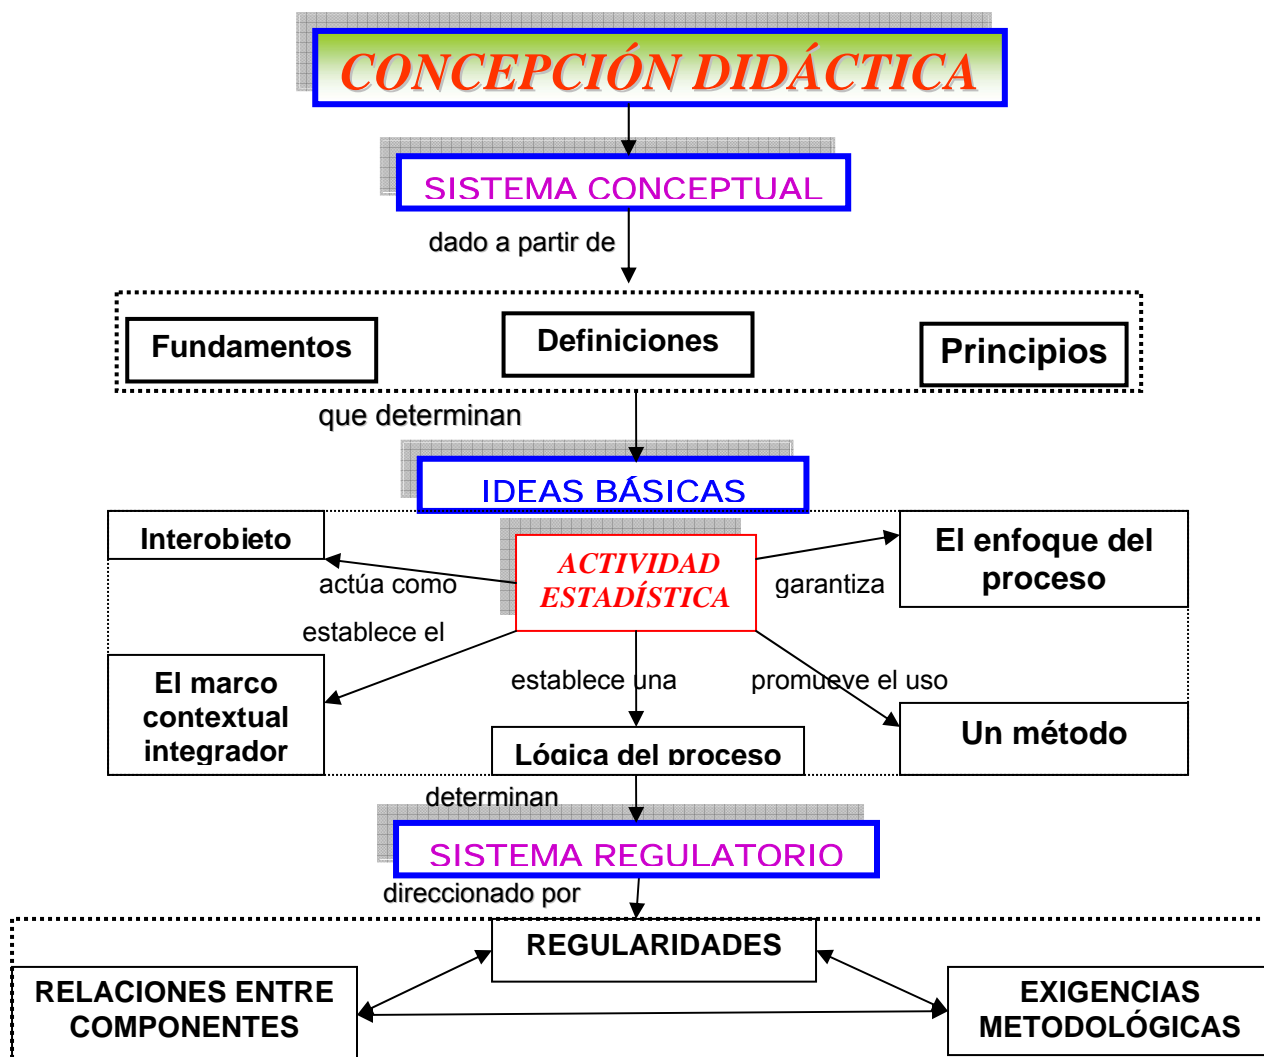 CONCEPCIÓN DIDÁCTICA
SISTEMA CONCEPTUAL
dado a partir de
Fundamentos
Definiciones
Principios
que determinan
IDEAS BÁSICAS
Interobjeto
actúa como
ACTIVIDAD
ESTADÍSTICA
garantiza
El enfoque del
proceso
establece el
El marco
contextual
integrador
establece una
promueve el uso
Lógica del proceso
Un método
determinan
SISTEMA REGULATORIO
direccionado por
REGULARIDADES
RELACIONES ENTRE
COMPONENTES
EXIGENCIAS
METODOLÓGICAS